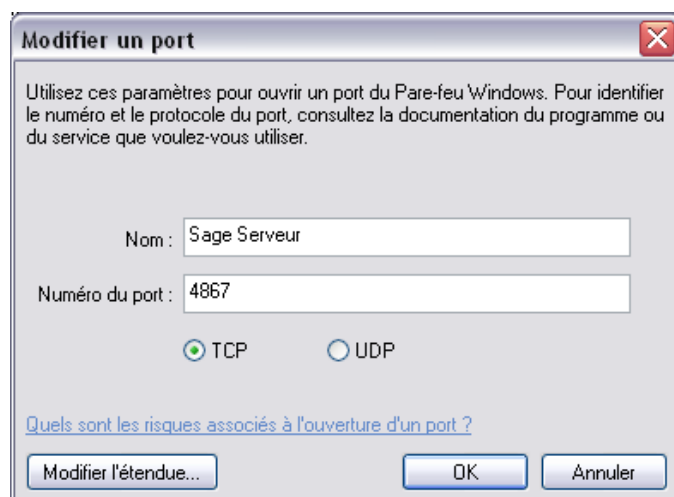 Modifier un port
Utilisez ces paramètres pour ouvrir un port du Pare-feu Windows. Pour identifier
le numéro et le protocole du port, consultez la documentation du programme ou
du service que voulez-vous utiliser.
Nom : Sage Serveur
Numéro du port : 4867
TCP UDP
Quels sont les risques associés à l'ouverture d'un port ?
Modifier l'étendue... OK Annuler